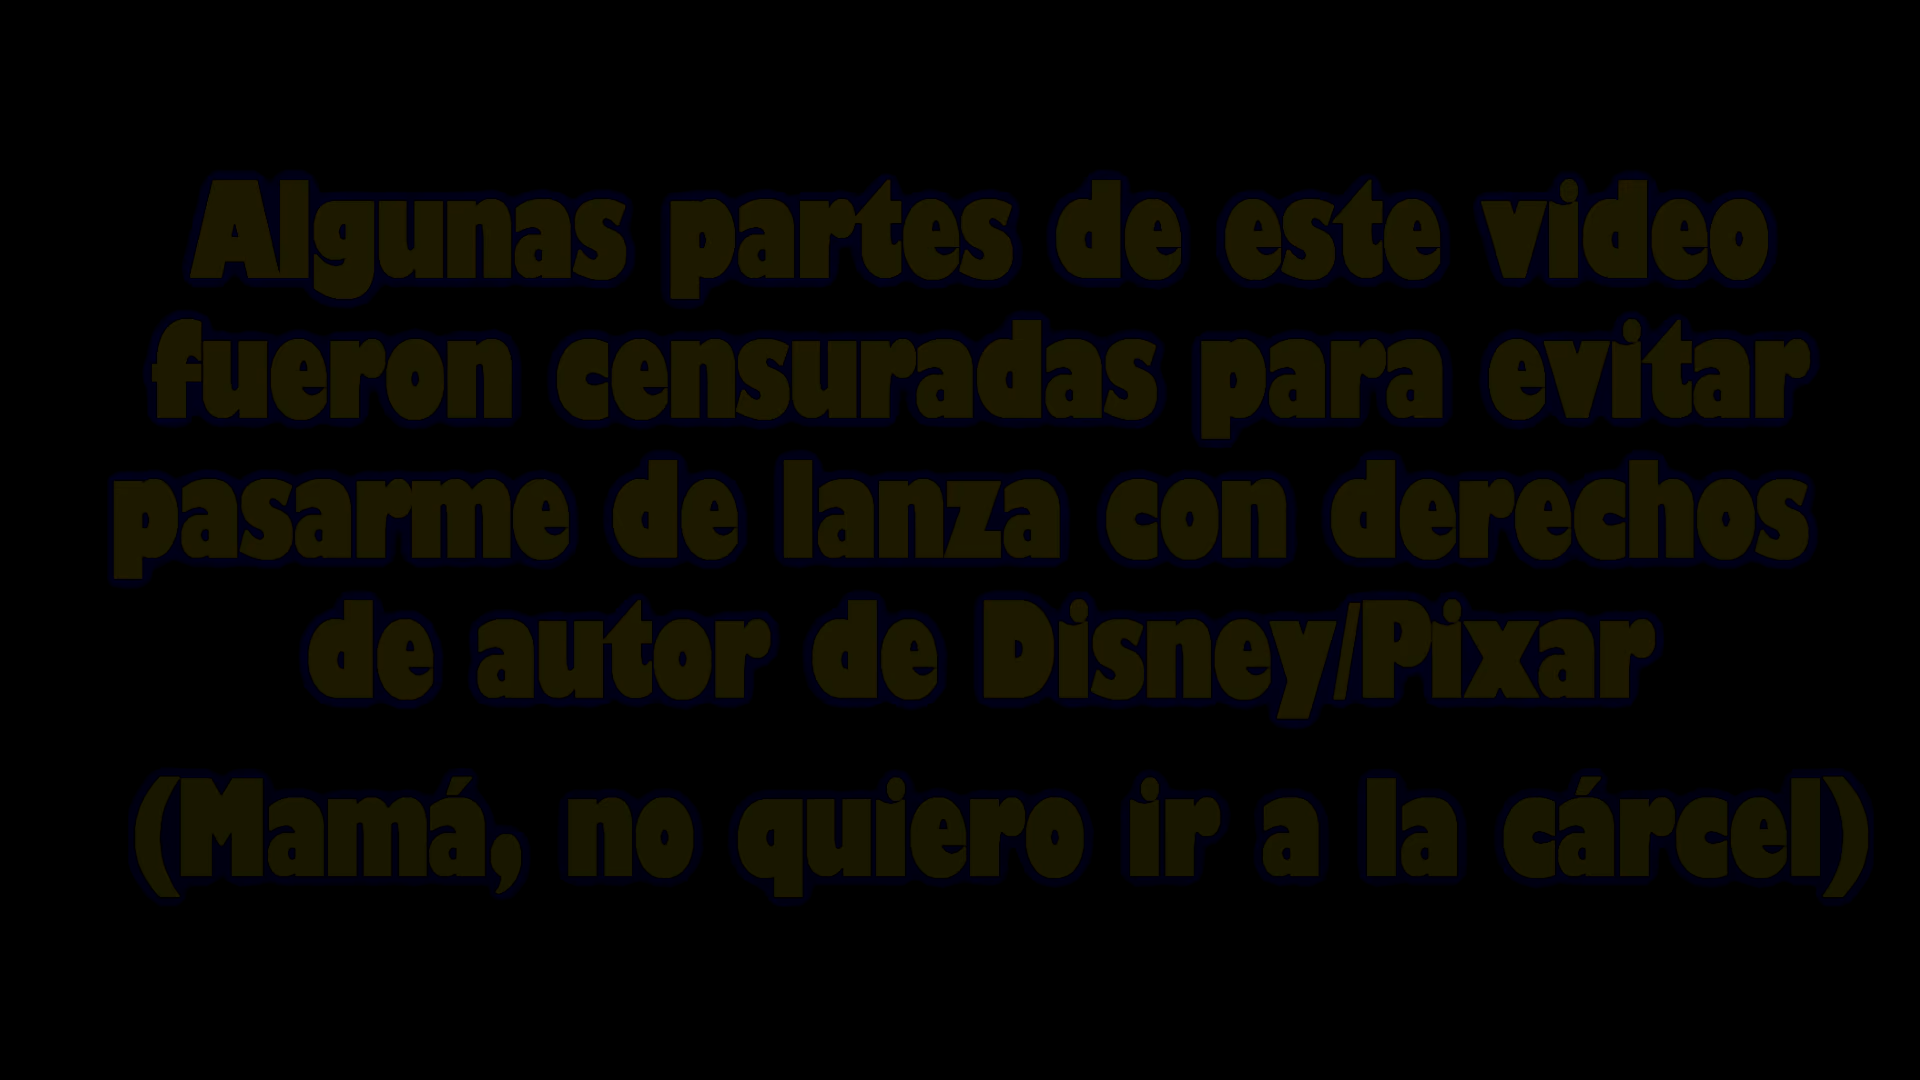 Algunas partes de este video
fueron censuradas para evitar
pasarme de lanza con derechos
de autor de Disney/Pixar
(Mamá, no quiero ir a la cárcel)